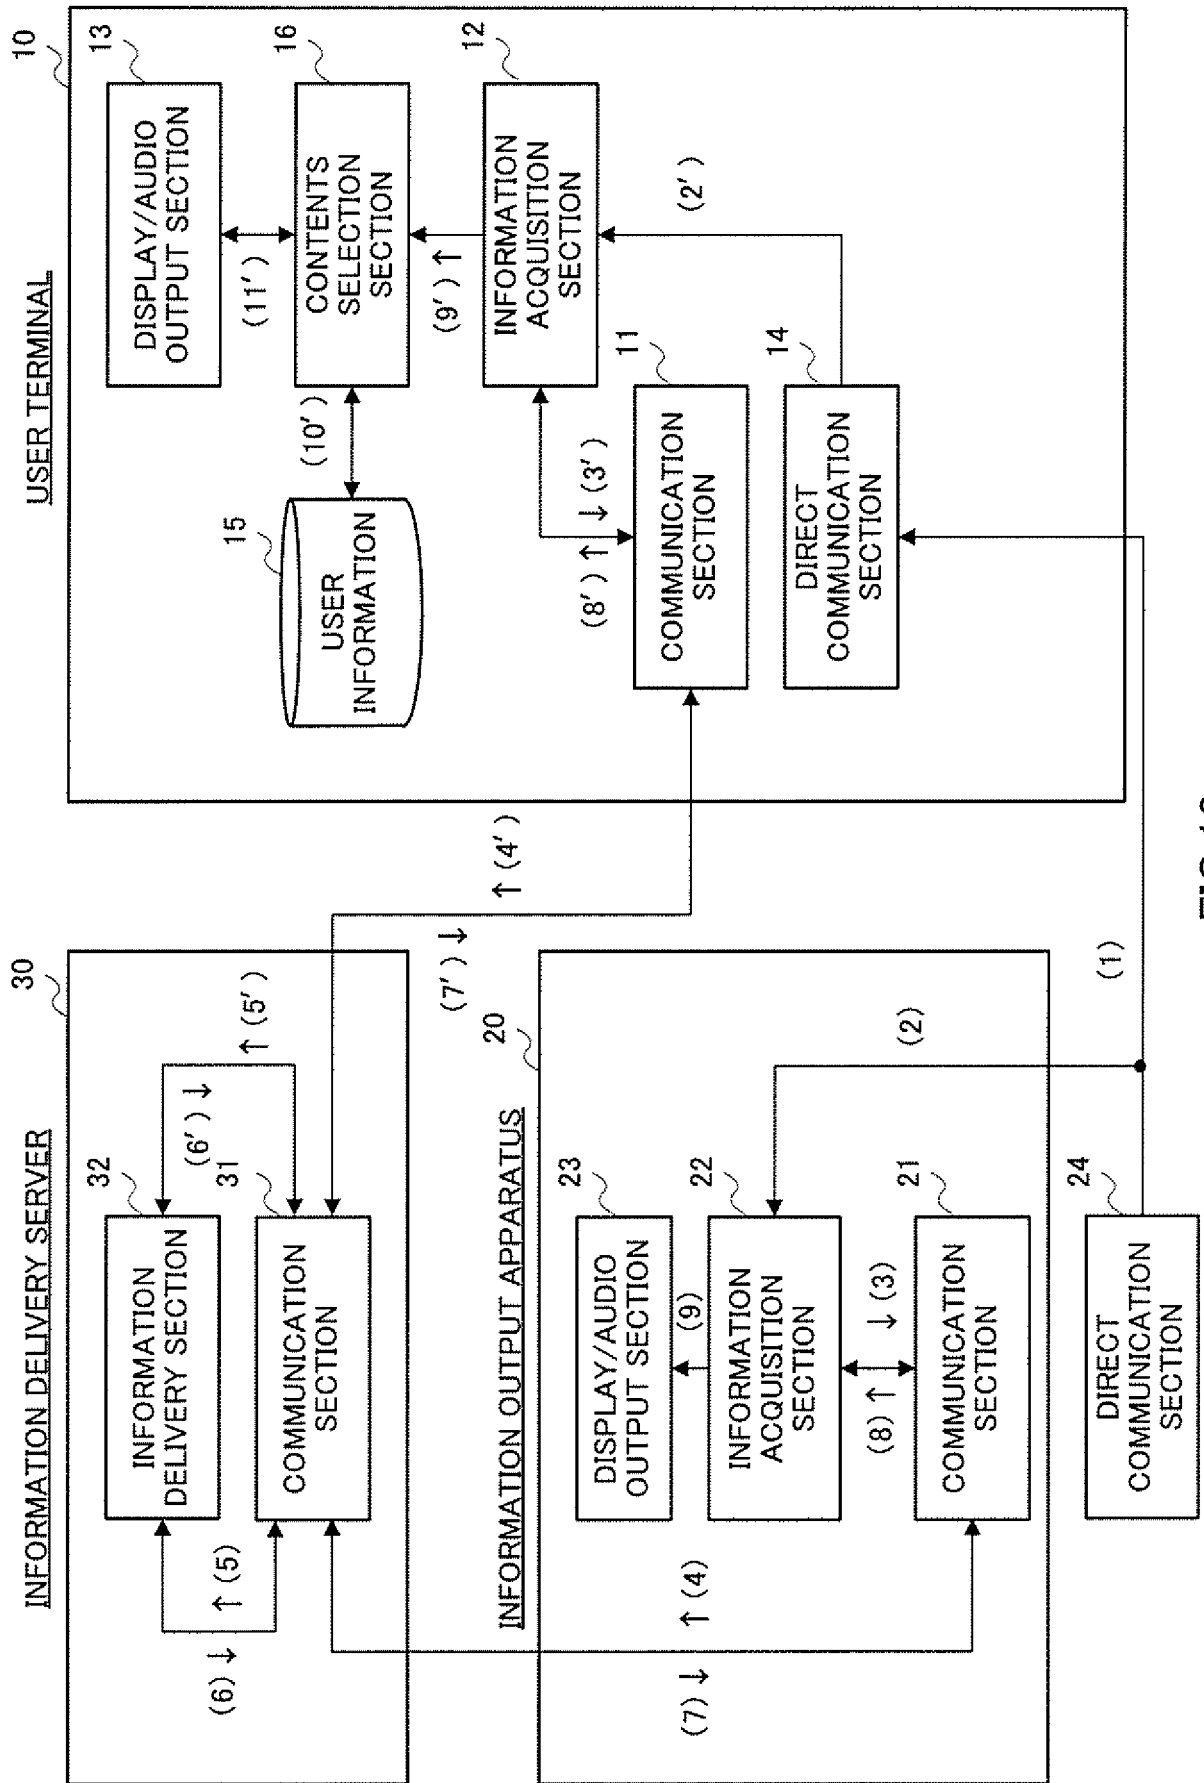 INFORMATION DELIVERY SERVER
30
32
INFORMATION
DELIVERY SECTION
(6) ↓
↑ (5)
(6') ↓
↑ (5')
31
COMMUNICATION
SECTION
(7) ↓
↑ (4)
(7') ↓
↑ (4')
INFORMATION OUTPUT APPARATUS
20
23
DISPLAY/AUDIO
OUTPUT SECTION
(9)
22
INFORMATION
ACQUISITION
SECTION
(2)
(8) ↑
↓ (3)
21
COMMUNICATION
SECTION
24
DIRECT
COMMUNICATION
SECTION
(1)
USER TERMINAL
10
13
DISPLAY/AUDIO
OUTPUT SECTION
(11')
15
USER
INFORMATION
(10')
16
CONTENTS
SELECTION
SECTION
(9') ↑
12
INFORMATION
ACQUISITION
SECTION
(8') ↑
↓ (3')
(2')
11
COMMUNICATION
SECTION
14
DIRECT
COMMUNICATION
SECTION